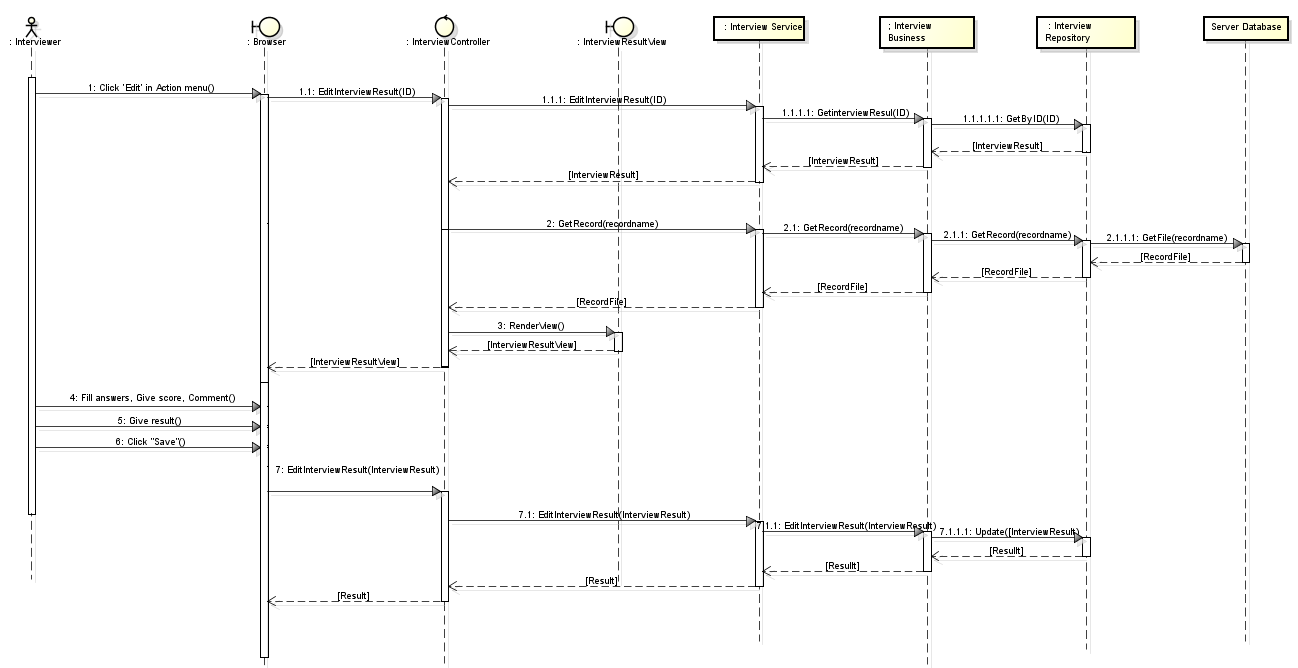 : Interviewer
: Browser
: InterviewController
: InterviewResultView
: Interview Service
; Interview
Business
: Interview
Repository
Server Database
1: Click 'Edit' in Action menu()
1.1: EditInterviewResult(ID)
1.1.1: EditInterviewResult(ID)
1.1.1.1: GetinterviewResul(ID)
1.1.1.1.1: GetByID(ID)
[InterviewResult]
[InterviewResult]
[InterviewResult]
2: GetRecord(recordname)
2.1: GetRecord(recordname)
2.1.1: GetRecord(recordname)
2.1.1.1: GetFile(recordname)
[RecordFile]
[RecordFile]
[RecordFile]
[RecordFile]
3: RenderView()
[InterviewResultView]
[InterviewResultView]
4: Fill answers, Give score, Comment()
5: Give result()
6: Click "Save"()
7: EditInterviewResult(InterviewResult)
7.1: EditInterviewResult(InterviewResult)
7.1.1: EditInterviewResult(InterviewResult)
7.1.1.1: Update([InterviewResult)
[Resullt]
[Resullt]
[Result]
[Result]